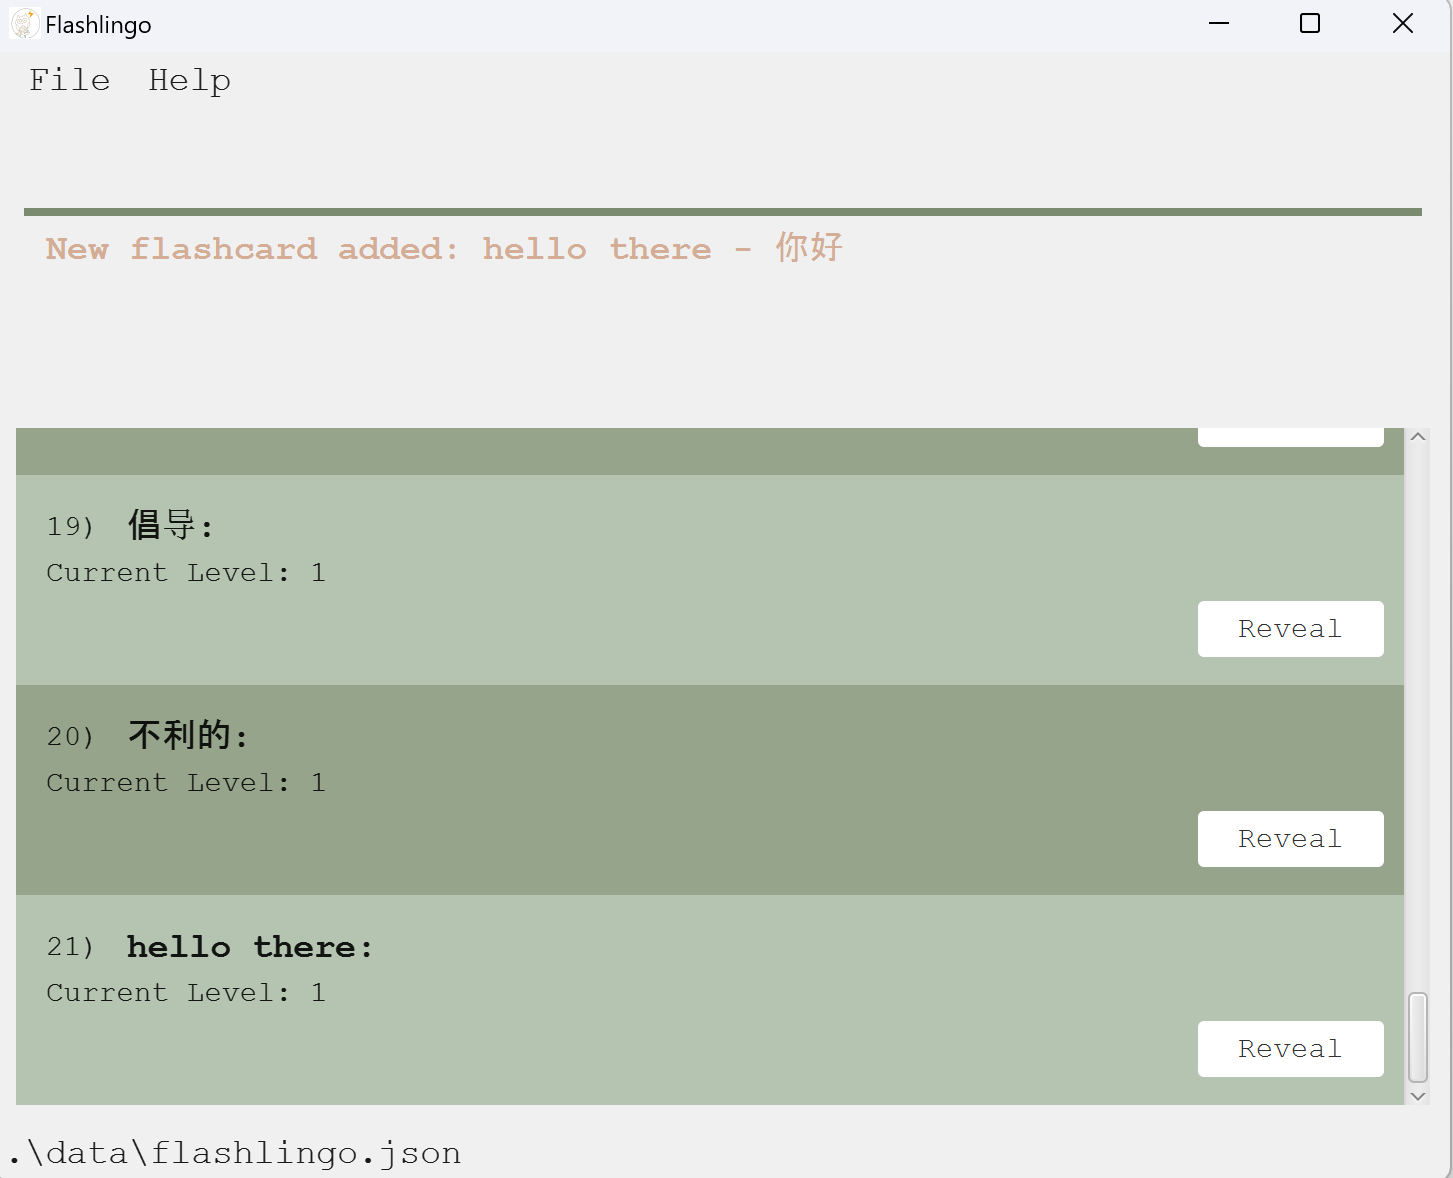 Flashlingo
File Help
New flashcard added: hello there - 你好
19) 倡导:
Current Level: 1
Reveal
20) 不利的:
Current Level: 1
Reveal
21) hello there:
Current Level: 1
Reveal
.\data\flashlingo.json